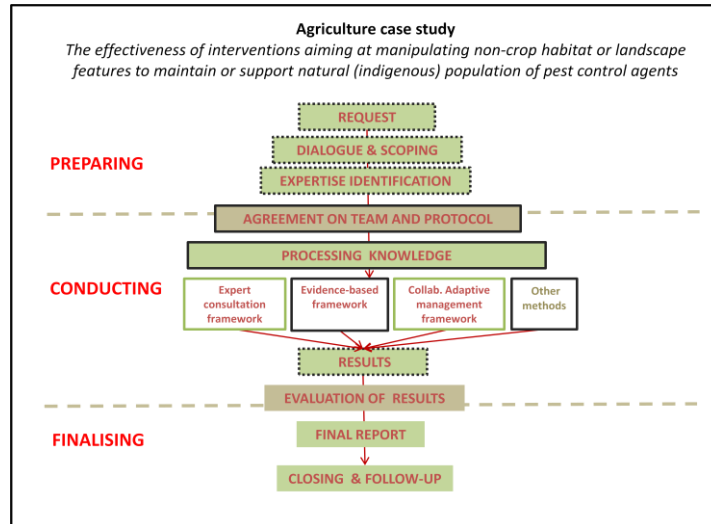 Agriculture case study
The effectiveness of interventions aiming at manipulating non-crop habitat or landscape
features to maintain or support natural (indigenous) population of pest control agents
REQUEST
DIALOGUE & SCOPING
PREPARING
EXPERTISE IDENTIFICATION
AGREEMENT ON TEAM AND PROTOCOL
PROCESSING KNOWLEDGE
CONDUCTING
Expert
consultation
framework
Evidence-based
framework
Collab. Adaptive
management
framework
Other
methods
RESULTS
EVALUATION OF RESULTS
FINALISING
FINAL REPORT
CLOSING & FOLLOW-UP